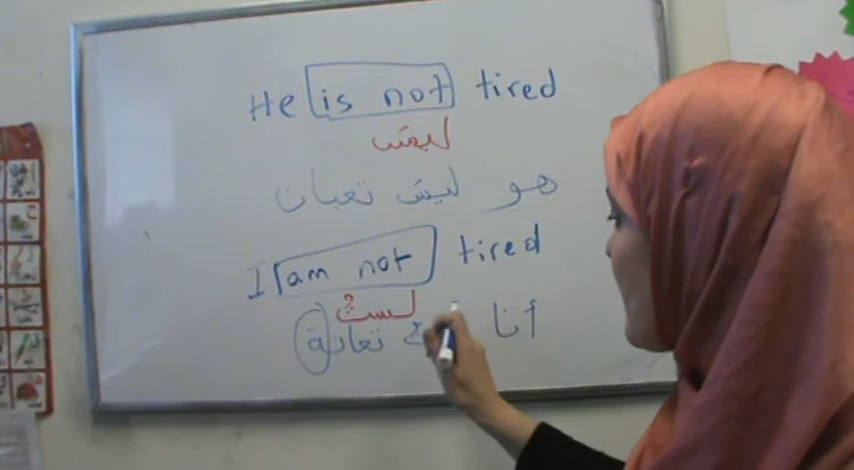 He is not tired
ليسَ
هو ليسَ تعبان
I am not tired
لستُ
أنا تعبانة